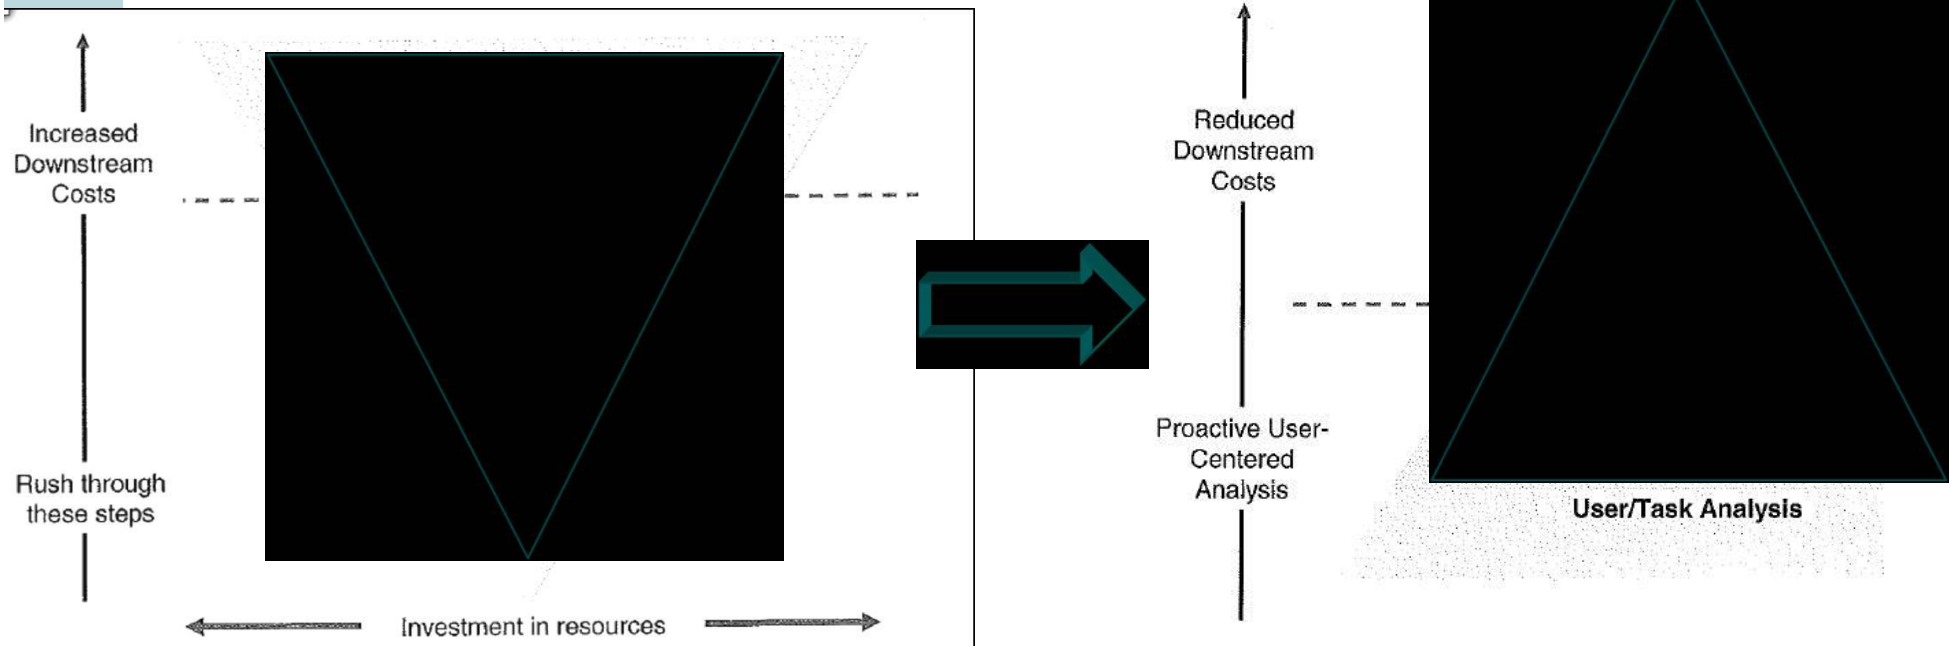 Increased
Downstream
Costs
Rush through
these steps
Investment in resources
Reduced
Downstream
Costs
Proactive User-
Centered
Analysis
User/Task Analysis